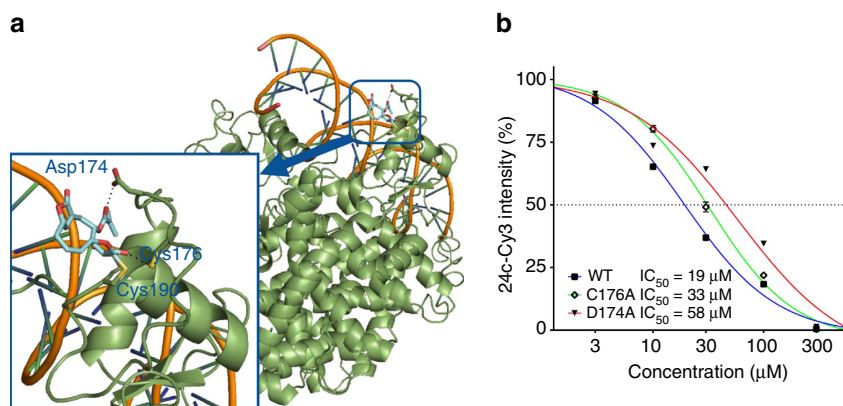 a
b
Asp174
Cys176
Cys190
24c-Cy3 intensity (%)
100
75
50
25
0
WT IC50 = 19 µM
C176A IC50 = 33 µM
D174A IC50 = 58 µM
3 10 30 100 300
Concentration (µM)